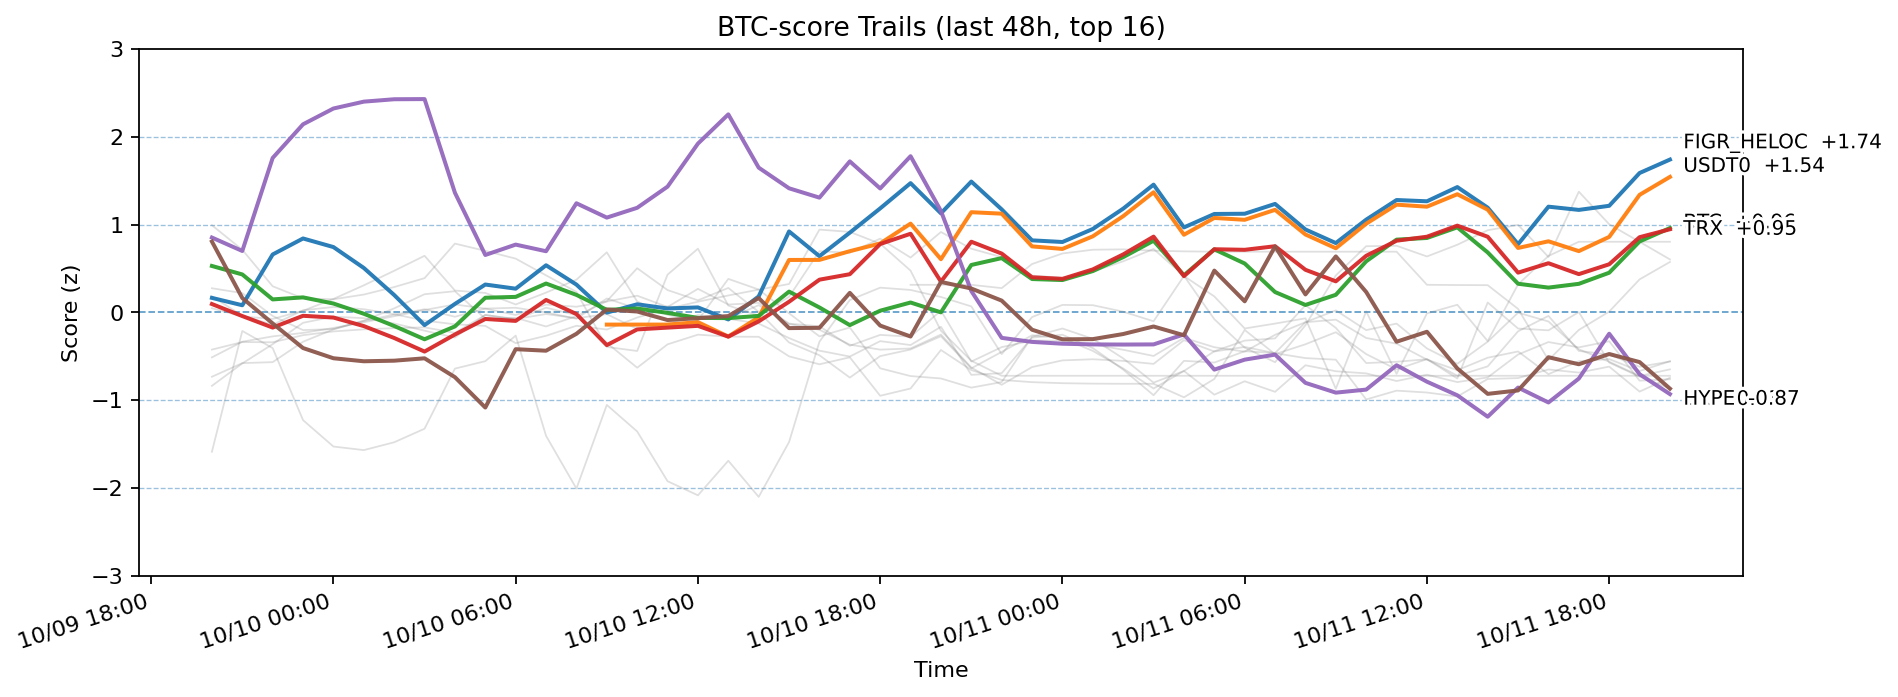 BTC-score Trails (last 48h, top 16)
Score (z)
3
2
1
0
−1
−2
−3
FIGR_HELOC +1.74
USDT0 +1.54
TRX +0.95
HYPE -0.87
10/09 18:00
10/10 00:00
10/10 06:00
10/10 12:00
10/10 18:00
10/11 00:00
10/11 06:00
10/11 12:00
10/11 18:00
Time